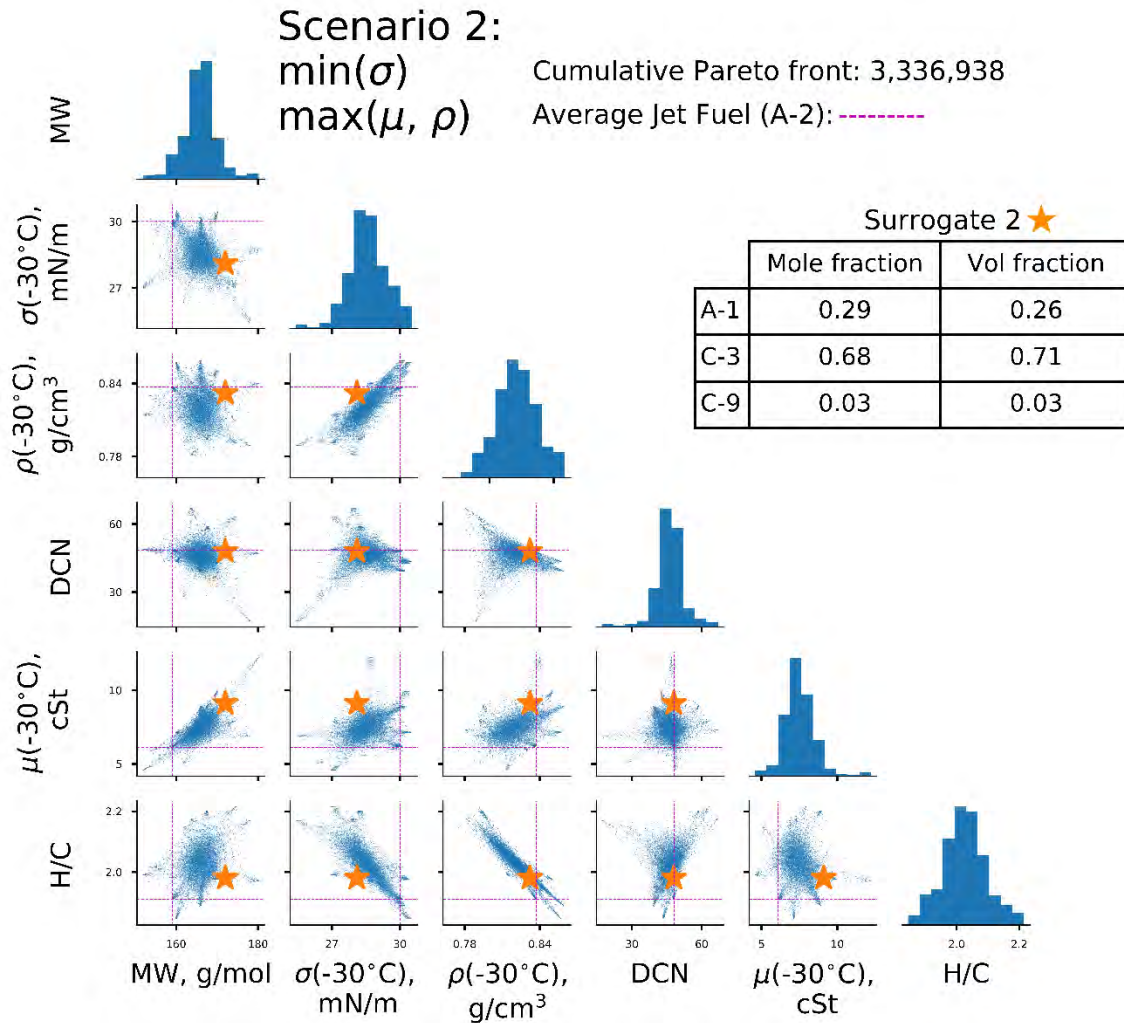 Scenario 2:
min(σ)
max(μ, ρ)
Cumulative Pareto front: 3,336,938
Average Jet Fuel (A-2): ---------
MW
σ(-30°C),
mN/m
30
27
Surrogate 2
Mole fraction Vol fraction
A-1 0.29 0.26
C-3 0.68 0.71
C-9 0.03 0.03
ρ(-30°C),
g/cm³
0.84
0.78
DCN
60
30
μ(-30°C),
cSt
10
5
H/C
2.2
2.0
160 180 27 30 0.78 0.84 30 60 5 10 2.0 2.2
MW, g/mol σ(-30°C), ρ(-30°C), DCN μ(-30°C), H/C
mN/m g/cm³ cSt